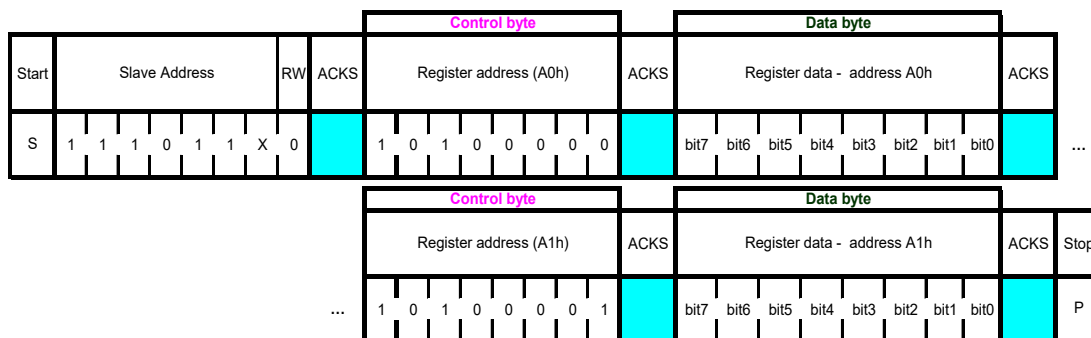 Control byte Data byte
Start Slave Address RW ACKS Register address (A0h) ACKS Register data - address A0h ACKS
S 1 1 1 0 1 1 X 0 1 0 1 0 0 0 0 0 bit7 bit6 bit5 bit4 bit3 bit2 bit1 bit0 ...
Control byte Data byte
Register address (A1h) ACKS Register data - address A1h ACKS Stop
... 1 0 1 0 0 0 0 1 bit7 bit6 bit5 bit4 bit3 bit2 bit1 bit0 P